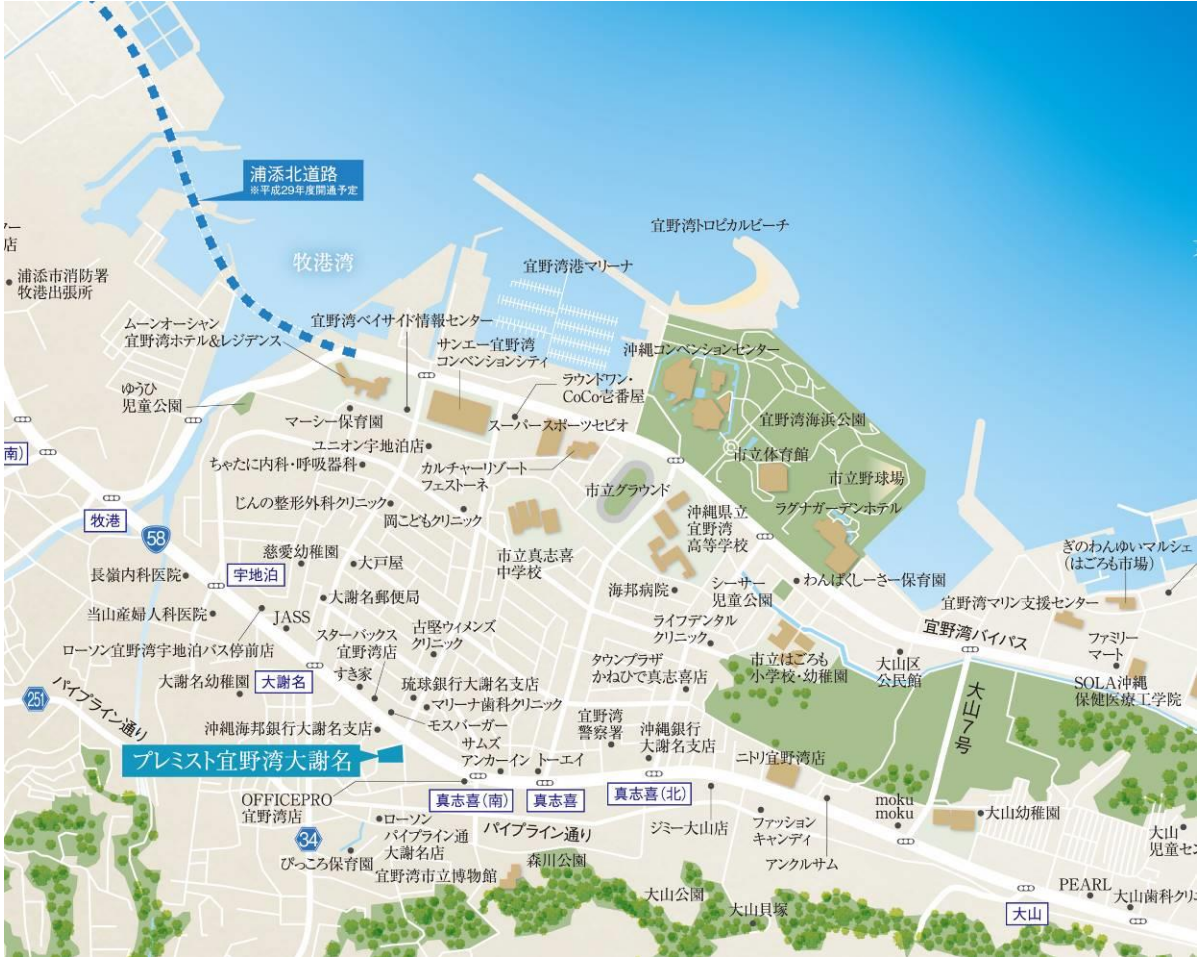 浦添北道路
※平成29年度開通予定
宜野湾トロピカルビーチ
店
浦添市消防署
牧港出張所
牧港湾
宜野湾港マリーナ
ムーンオーシャン
宜野湾ホテル&レジデンス
宜野湾ベイサイド情報センター
サンエー宜野湾
コンベンションシティ
沖縄コンベンションセンター
ゆうひ
児童公園
ラウンドワン・
CoCo壱番屋
マーシー保育園
スーパースポーツゼビオ
宜野湾海浜公園
ユニオン宇地泊店
南)
ちゃたに内科・呼吸器科
カルチャーリゾート
フェストーネ
市立体育館
市立グラウンド
市立野球場
じんの整形外科クリニック
岡こどもクリニック
沖縄県立
宜野湾
高等学校
ラグナガーデンホテル
牧港
58
市立真志喜
中学校
慈愛幼稚園
大戸屋
ぎのわんゆいマルシェ
(はごろも市場)
長嶺内科医院
宇地泊
海邦病院
シーサー
児童公園
わんぱくしーさー保育園
大謝名郵便局
当山産婦人科医院
JASS
宜野湾マリン支援センター
宜野湾バイパス
スターバックス
宜野湾店
古堅ウィメンズ
クリニック
ライフデンタル
クリニック
ローソン宜野湾宇地泊バス停前店
市立はごろも
小学校・幼稚園
大山区
公民館
ファミリー
マート
すき家
タウンプラザ
かねひで真志喜店
大謝名幼稚園
大謝名
SOLA沖縄
保健医療工学院
251
パイプライン通り
琉球銀行大謝名支店
マリーナ歯科クリニック
大山7号
モスバーガー
沖縄海邦銀行大謝名支店
宜野湾
警察署
沖縄銀行
大謝名支店
プレミスト宜野湾大謝名
サムズ
アンカーイン
トーエイ
ニトリ宜野湾店
OFFICEPRO
宜野湾店
真志喜(南)
真志喜
真志喜(北)
ローソン
パイプライン通
大謝名店
パイプライン通り
ジミー大山店
ファッション
キャンディ
moku
moku
大山幼稚園
34
ぴっころ保育園
アンクルサム
大山
児童セン
森川公園
宜野湾市立博物館
大山公園
大山貝塚
PEARL
大山歯科クリニ
大山